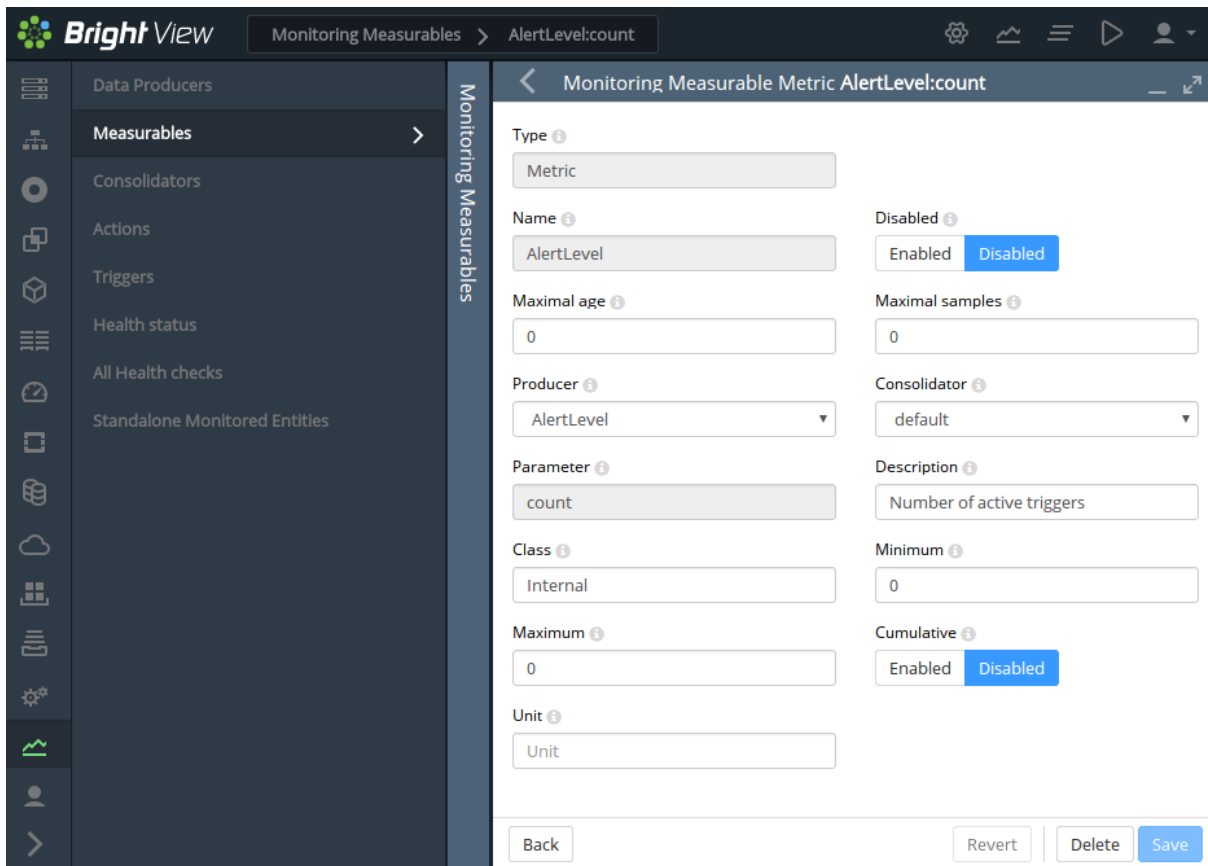 Bright View
Monitoring Measurables > AlertLevel:count
Data Producers
Measurables
Consolidators
Actions
Triggers
Health status
All Health checks
Standalone Monitored Entities
Monitoring Measurables
Monitoring Measurable Metric AlertLevel:count
Type
Metric
Name
AlertLevel
Disabled
Enabled Disabled
Maximal age
0
Maximal samples
0
Producer
AlertLevel
Consolidator
default
Parameter
count
Description
Number of active triggers
Class
Internal
Minimum
0
Maximum
0
Cumulative
Enabled Disabled
Unit
Unit
Back Revert Delete Save